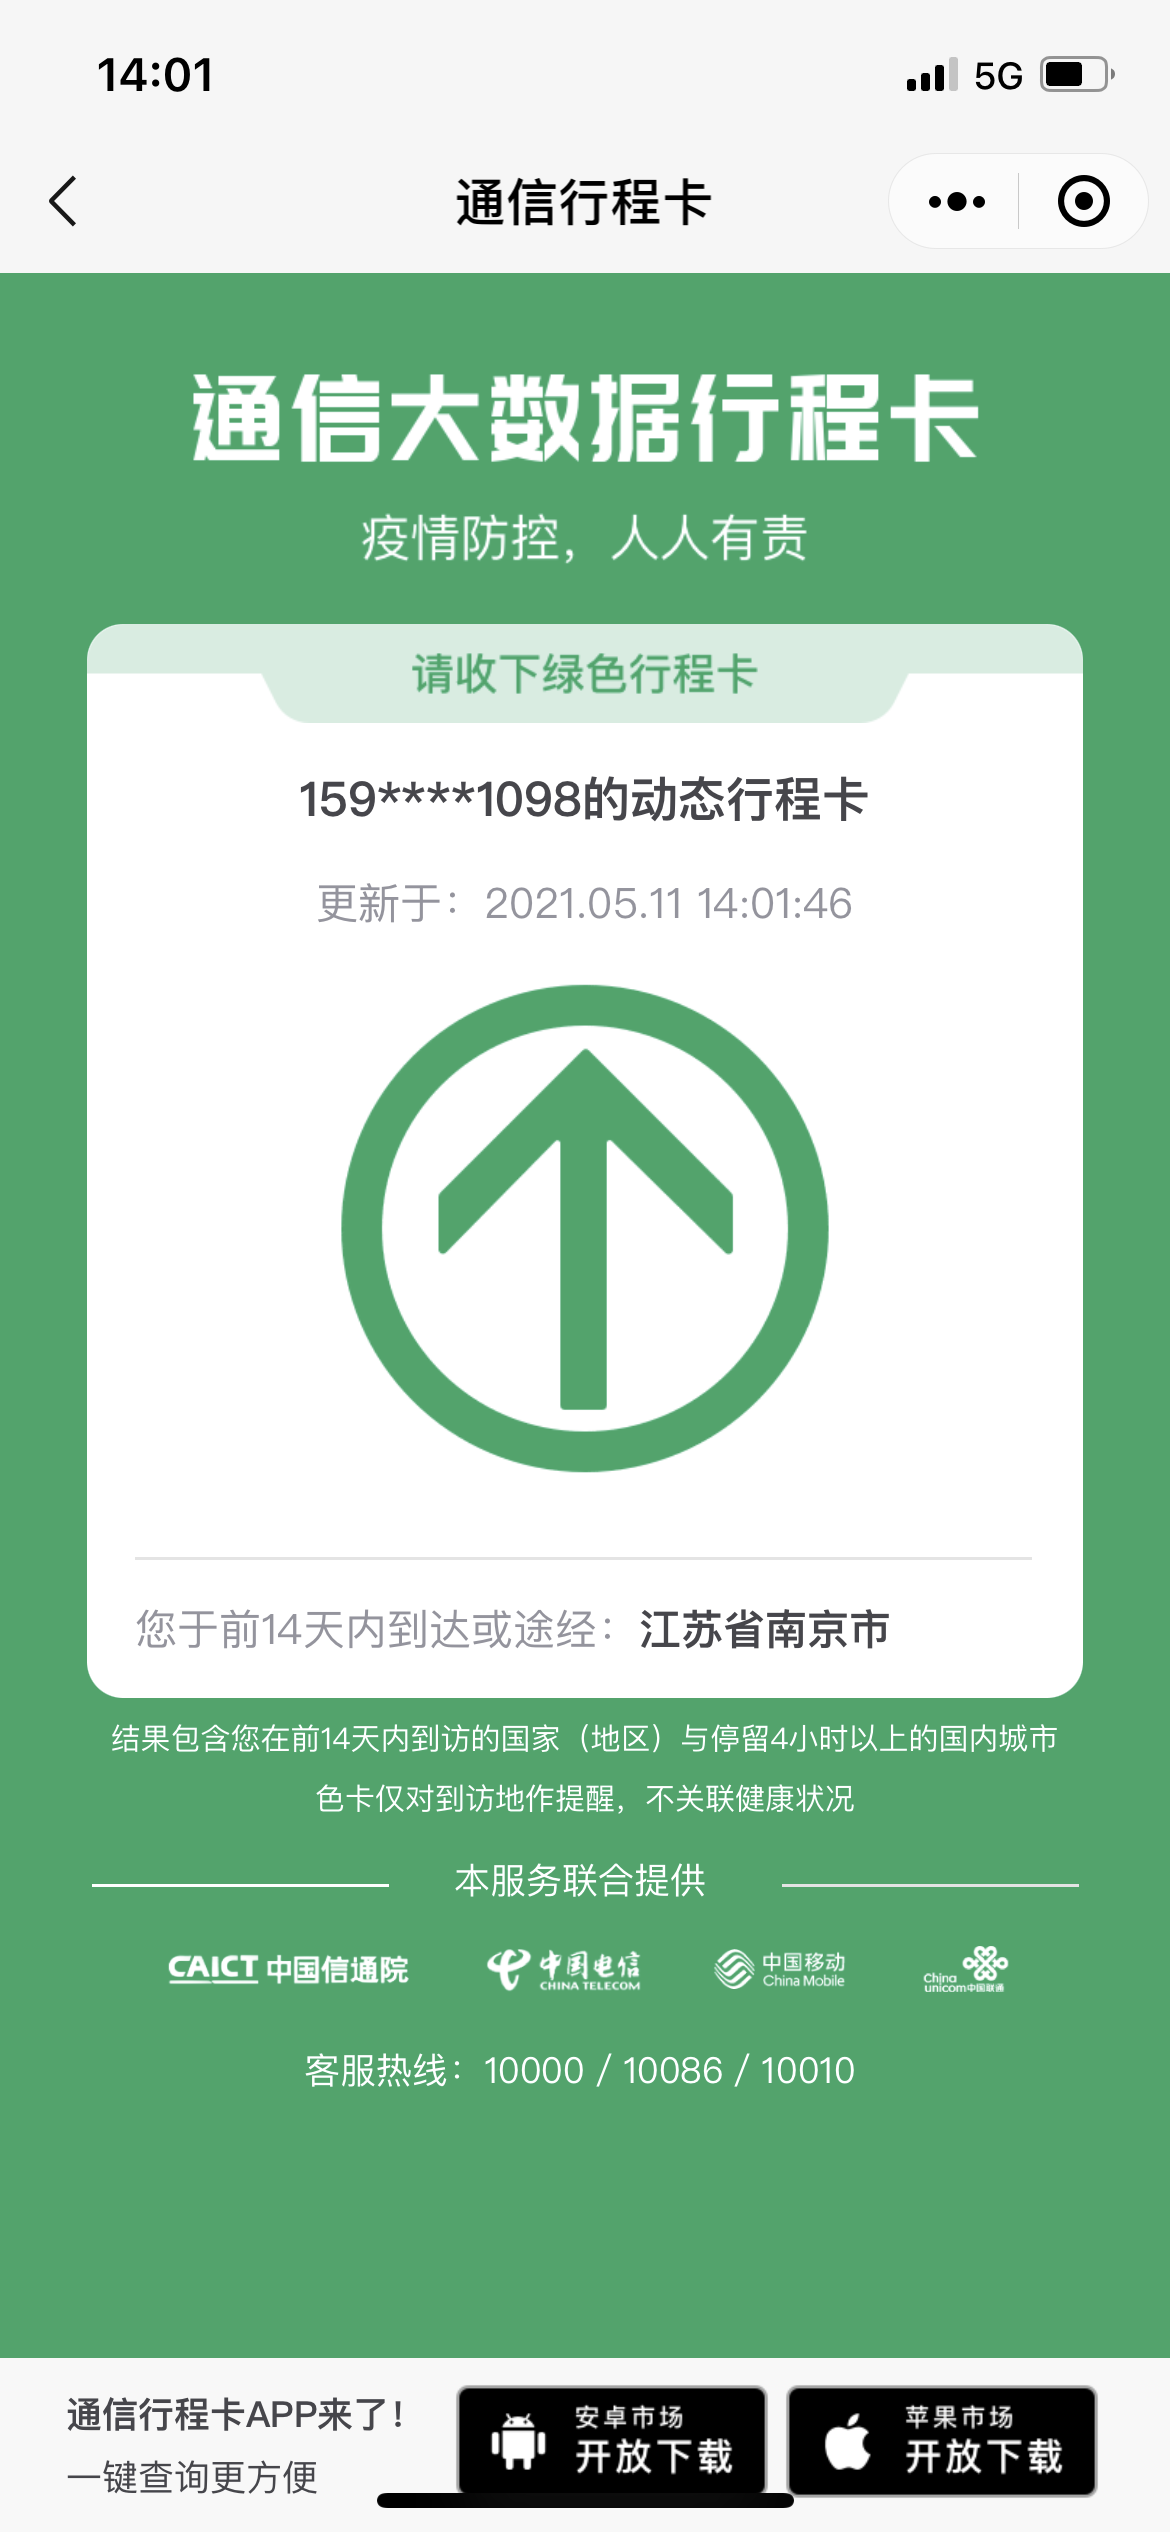 14:01
5G
通信行程卡
通信大数据行程卡
疫情防控，人人有责
请收下绿色行程卡
159****1098的动态行程卡
更新于：2021.05.11 14:01:46
您于前14天内到达或途经：江苏省南京市
结果包含您在前14天内到访的国家（地区）与停留4小时以上的国内城市
色卡仅对到访地作提醒，不关联健康状况
本服务联合提供
CAICT 中国信通院
中国电信
CHINA TELECOM
中国移动
China Mobile
China
unicom中国联通
客服热线：10000 / 10086 / 10010
通信行程卡APP来了！
一键查询更方便
安卓市场
开放下载
苹果市场
开放下载